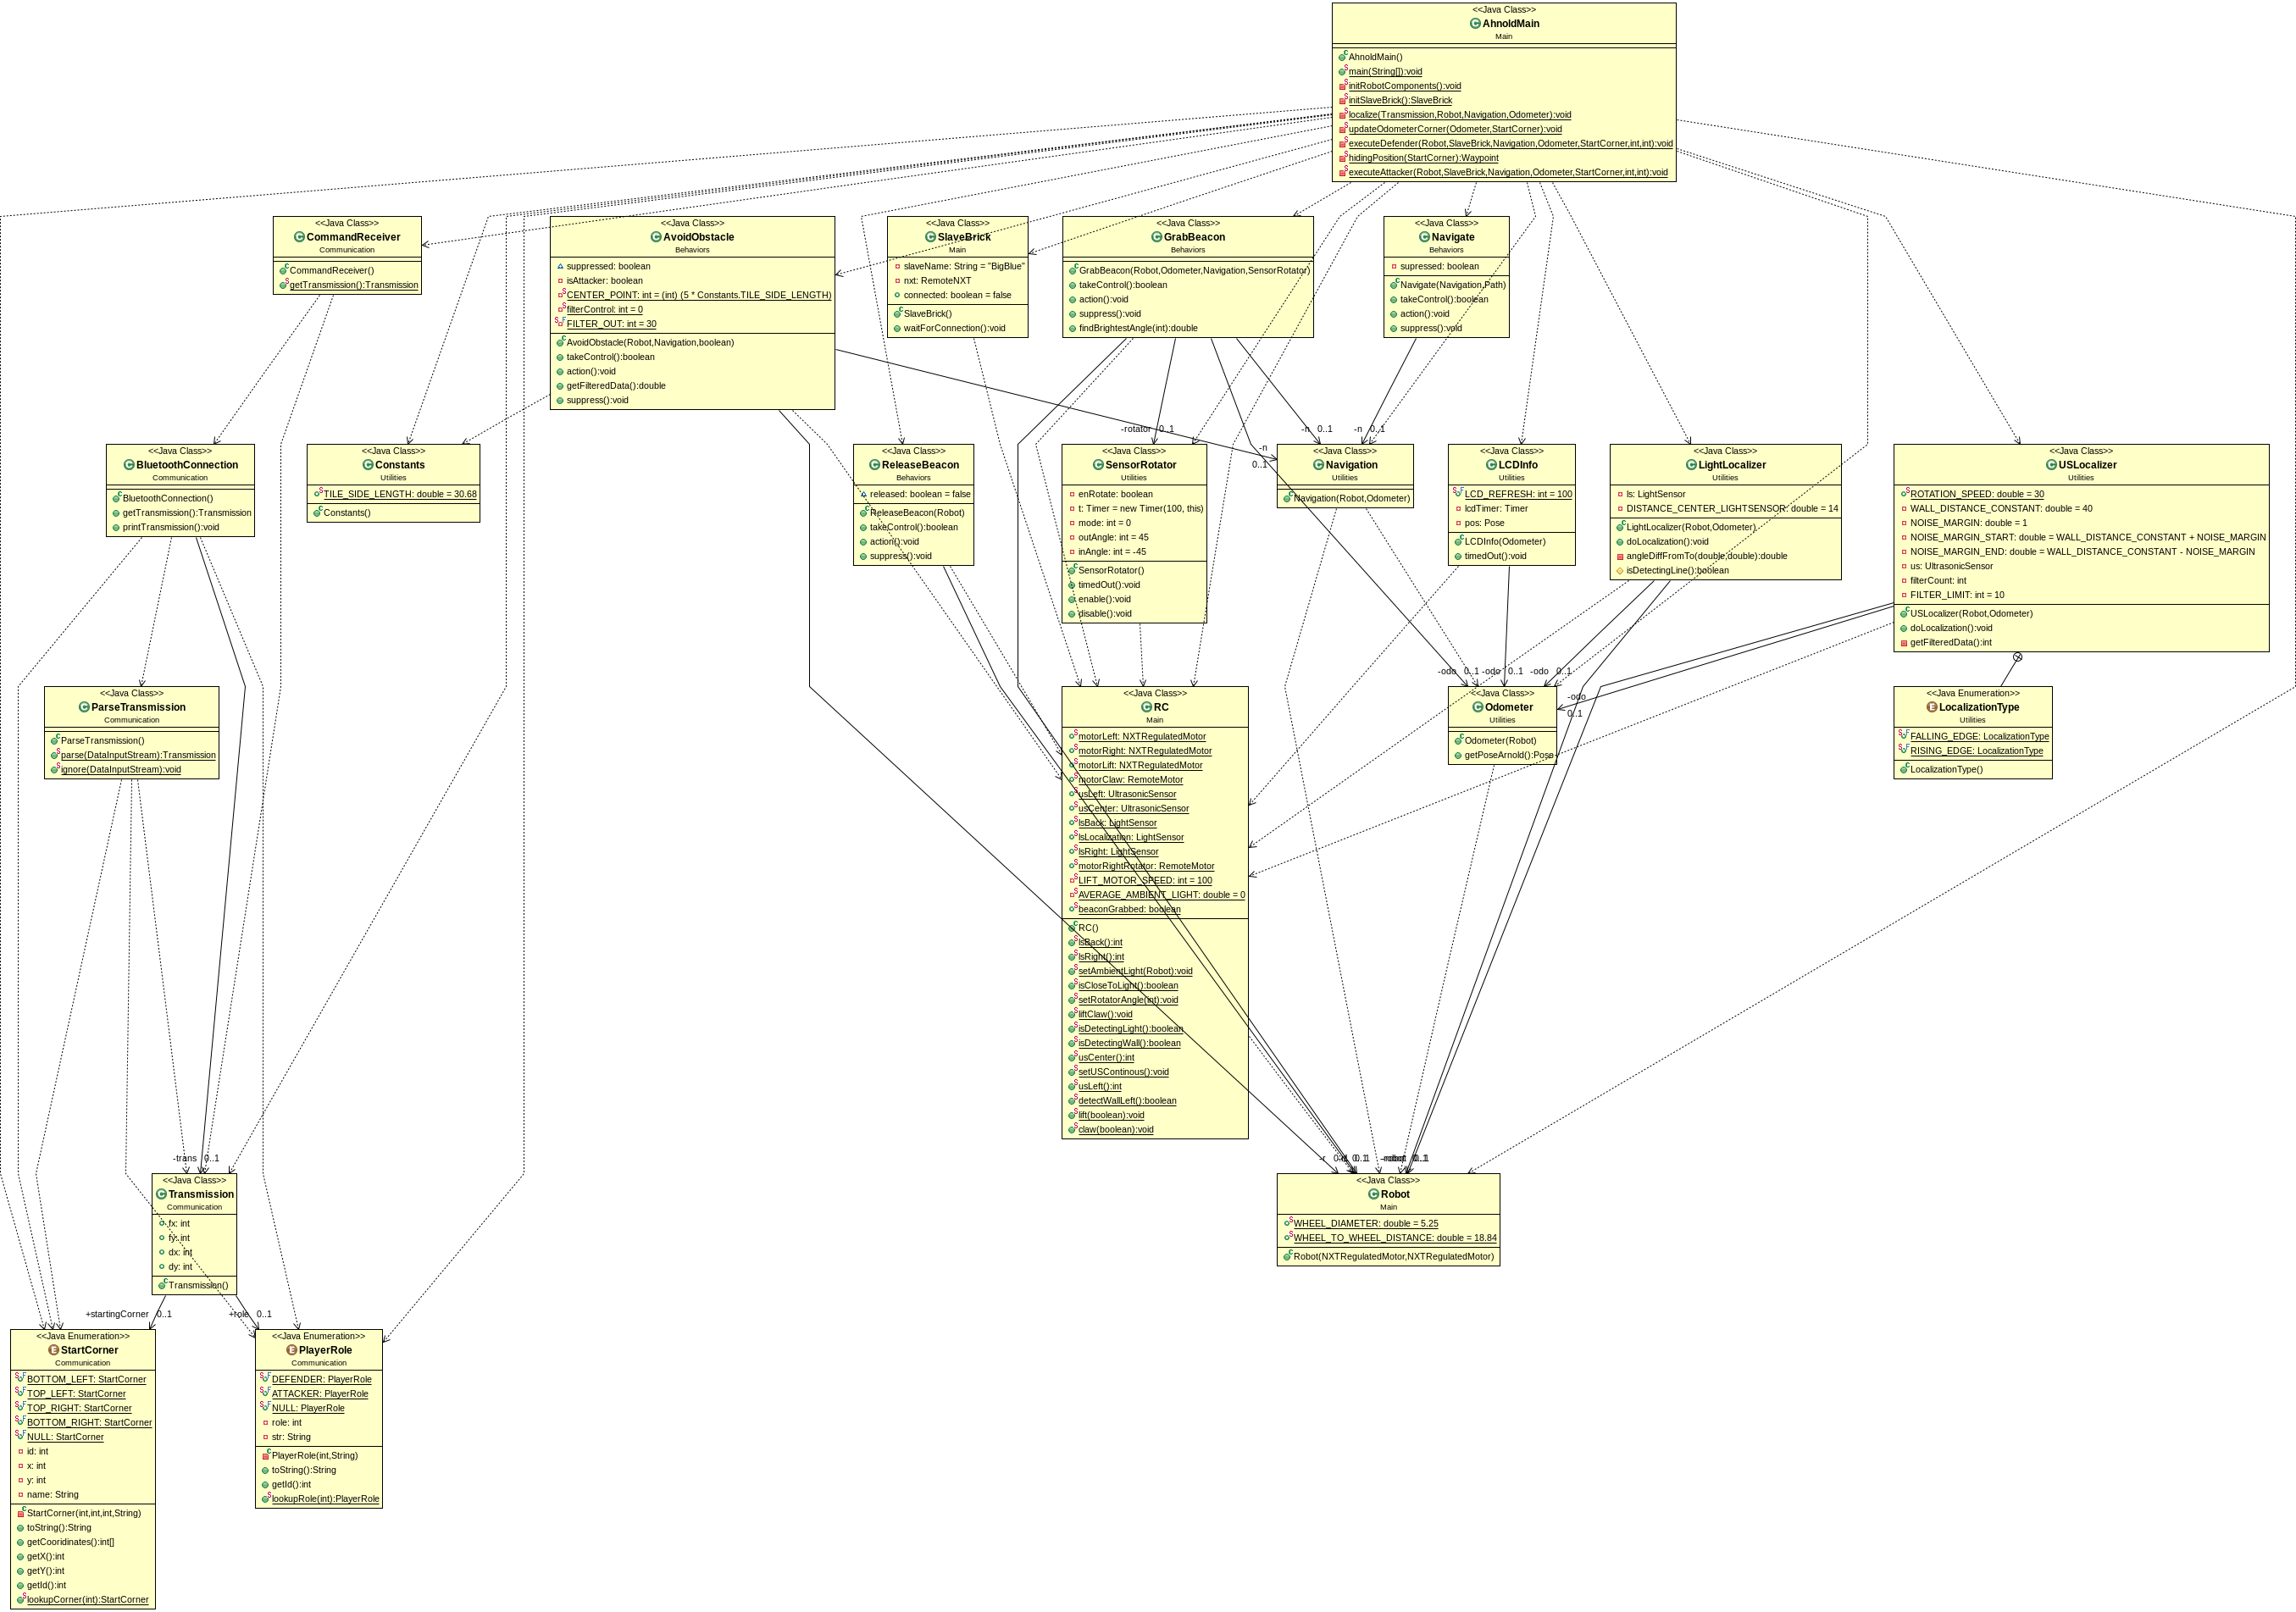 <<Java Class>>
AhnoldMain
Main
AhnoldMain()
main(String[]):void
initRobotComponents():void
initSlaveBrick():SlaveBrick
localize(Transmission,Robot,Navigation,Odometer):void
updateOdometerCorner(Odometer,StartCorner):void
executeDefender(Robot,SlaveBrick,Navigation,Odometer,StartCorner,int,int):void
hidingPosition(StartCorner):Waypoint
executeAttacker(Robot,SlaveBrick,Navigation,Odometer,StartCorner,int,int):void
<<Java Class>>
CommandReceiver
Communication
CommandReceiver()
getTransmission():Transmission
<<Java Class>>
AvoidObstacle
Behaviors
suppressed: boolean
isAttacker: boolean
CENTER_POINT: int = (int) (5 * Constants.TILE_SIDE_LENGTH)
filterControl: int = 0
FILTER_OUT: int = 30
AvoidObstacle(Robot,Navigation,boolean)
takeControl():boolean
action():void
getFilteredData():double
suppress():void
<<Java Class>>
SlaveBrick
Main
slaveName: String = "BigBlue"
nxt: RemoteNXT
connected: boolean = false
SlaveBrick()
waitForConnection():void
<<Java Class>>
GrabBeacon
Behaviors
GrabBeacon(Robot,Odometer,Navigation,SensorRotator)
takeControl():boolean
action():void
suppress():void
findBrightestAngle(int):double
<<Java Class>>
Navigate
Behaviors
supressed: boolean
Navigate(Navigation,Path)
takeControl():boolean
action():void
suppress():void
-rotator 0..1
-n 0..1
-n 0..1
-n
0..1
<<Java Class>>
BluetoothConnection
Communication
BluetoothConnection()
getTransmission():Transmission
printTransmission():void
<<Java Class>>
Constants
Utilities
TILE_SIDE_LENGTH: double = 30.68
Constants()
<<Java Class>>
ReleaseBeacon
Behaviors
released: boolean = false
ReleaseBeacon(Robot)
takeControl():boolean
action():void
suppress():void
<<Java Class>>
SensorRotator
Utilities
enRotate: boolean
t: Timer = new Timer(100, this)
mode: int = 0
outAngle: int = 45
inAngle: int = -45
SensorRotator()
timedOut():void
enable():void
disable():void
<<Java Class>>
Navigation
Utilities
Navigation(Robot,Odometer)
<<Java Class>>
LCDInfo
Utilities
LCD_REFRESH: int = 100
lcdTimer: Timer
pos: Pose
LCDInfo(Odometer)
timedOut():void
<<Java Class>>
LightLocalizer
Utilities
ls: LightSensor
DISTANCE_CENTER_LIGHTSENSOR: double = 14
LightLocalizer(Robot,Odometer)
doLocalization():void
angleDiffFromTo(double,double):double
isDetectingLine():boolean
<<Java Class>>
USLocalizer
Utilities
ROTATION_SPEED: double = 30
WALL_DISTANCE_CONSTANT: double = 40
NOISE_MARGIN: double = 1
NOISE_MARGIN_START: double = WALL_DISTANCE_CONSTANT + NOISE_MARGIN
NOISE_MARGIN_END: double = WALL_DISTANCE_CONSTANT - NOISE_MARGIN
us: UltrasonicSensor
filterCount: int
FILTER_LIMIT: int = 10
USLocalizer(Robot,Odometer)
doLocalization():void
getFilteredData():int
-odo 0..1
-odo 0..1
-odo 0..1
-odo
0..1
<<Java Class>>
ParseTransmission
Communication
ParseTransmission()
parse(DataInputStream):Transmission
ignore(DataInputStream):void
<<Java Class>>
RC
Main
motorLeft: NXTRegulatedMotor
motorRight: NXTRegulatedMotor
motorLift: NXTRegulatedMotor
motorClaw: RemoteMotor
usLeft: UltrasonicSensor
usCenter: UltrasonicSensor
lsBack: LightSensor
lsLocalization: LightSensor
lsRight: LightSensor
motorRightRotator: RemoteMotor
LIFT_MOTOR_SPEED: int = 100
AVERAGE_AMBIENT_LIGHT: double = 0
beaconGrabbed: boolean
RC()
lsBack():int
lsRight():int
setAmbientLight(Robot):void
isCloseToLight():boolean
setRotatorAngle(int):void
liftClaw():void
isDetectingLight():boolean
isDetectingWall():boolean
usCenter():int
setUSContinous():void
usLeft():int
detectWallLeft():boolean
lift(boolean):void
claw(boolean):void
<<Java Class>>
Odometer
Utilities
Odometer(Robot)
getPoseArnold():Pose
<<Java Enumeration>>
LocalizationType
Utilities
FALLING_EDGE: LocalizationType
RISING_EDGE: LocalizationType
LocalizationType()
-trans 0..1
-r
<<Java Class>>
Transmission
Communication
fx: int
fy: int
dx: int
dy: int
Transmission()
<<Java Class>>
Robot
Main
WHEEL_DIAMETER: double = 5.25
WHEEL_TO_WHEEL_DISTANCE: double = 18.84
Robot(NXTRegulatedMotor,NXTRegulatedMotor)
+startingCorner 0..1
+role 0..1
<<Java Enumeration>>
StartCorner
Communication
BOTTOM_LEFT: StartCorner
TOP_LEFT: StartCorner
TOP_RIGHT: StartCorner
BOTTOM_RIGHT: StartCorner
NULL: StartCorner
id: int
x: int
y: int
name: String
StartCorner(int,int,int,String)
toString():String
getCooridinates():int[]
getX():int
getY():int
getId():int
lookupCorner(int):StartCorner
<<Java Enumeration>>
PlayerRole
Communication
DEFENDER: PlayerRole
ATTACKER: PlayerRole
NULL: PlayerRole
role: int
str: String
PlayerRole(int,String)
toString():String
getId():int
lookupRole(int):PlayerRole